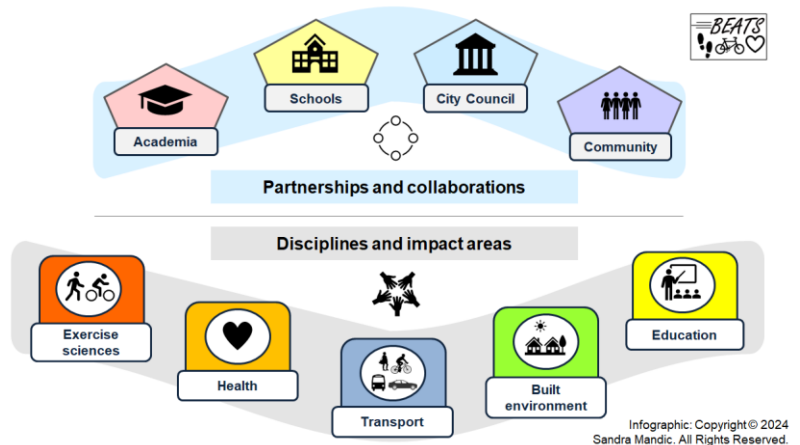 BEATS
Schools
City Council
Academia
Community
Partnerships and collaborations
Disciplines and impact areas
Exercise
sciences
Health
Transport
Built
environment
Education
Infographic: Copyright© 2024
Sandra Mandic. All Rights Reserved.